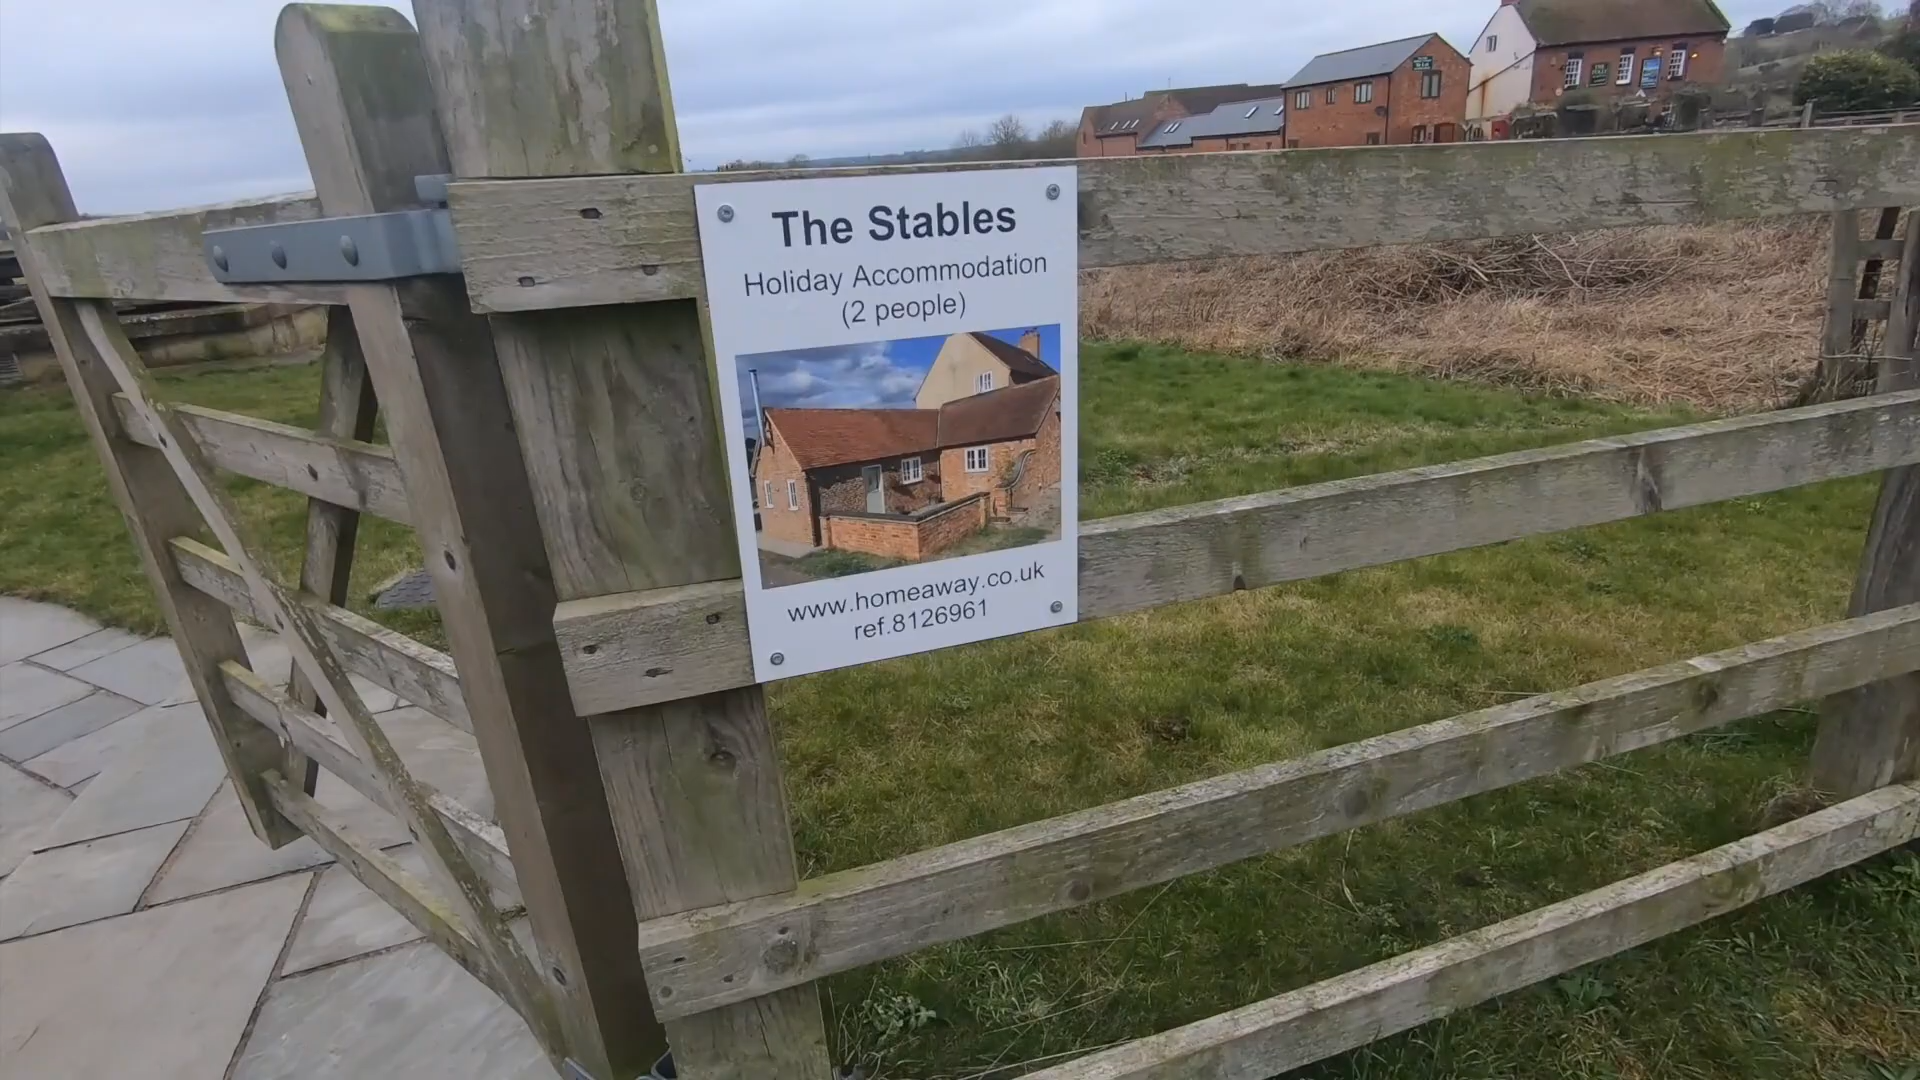 The Stables
Holiday Accommodation
(2 people)
www.homeaway.co.uk
ref.8126961